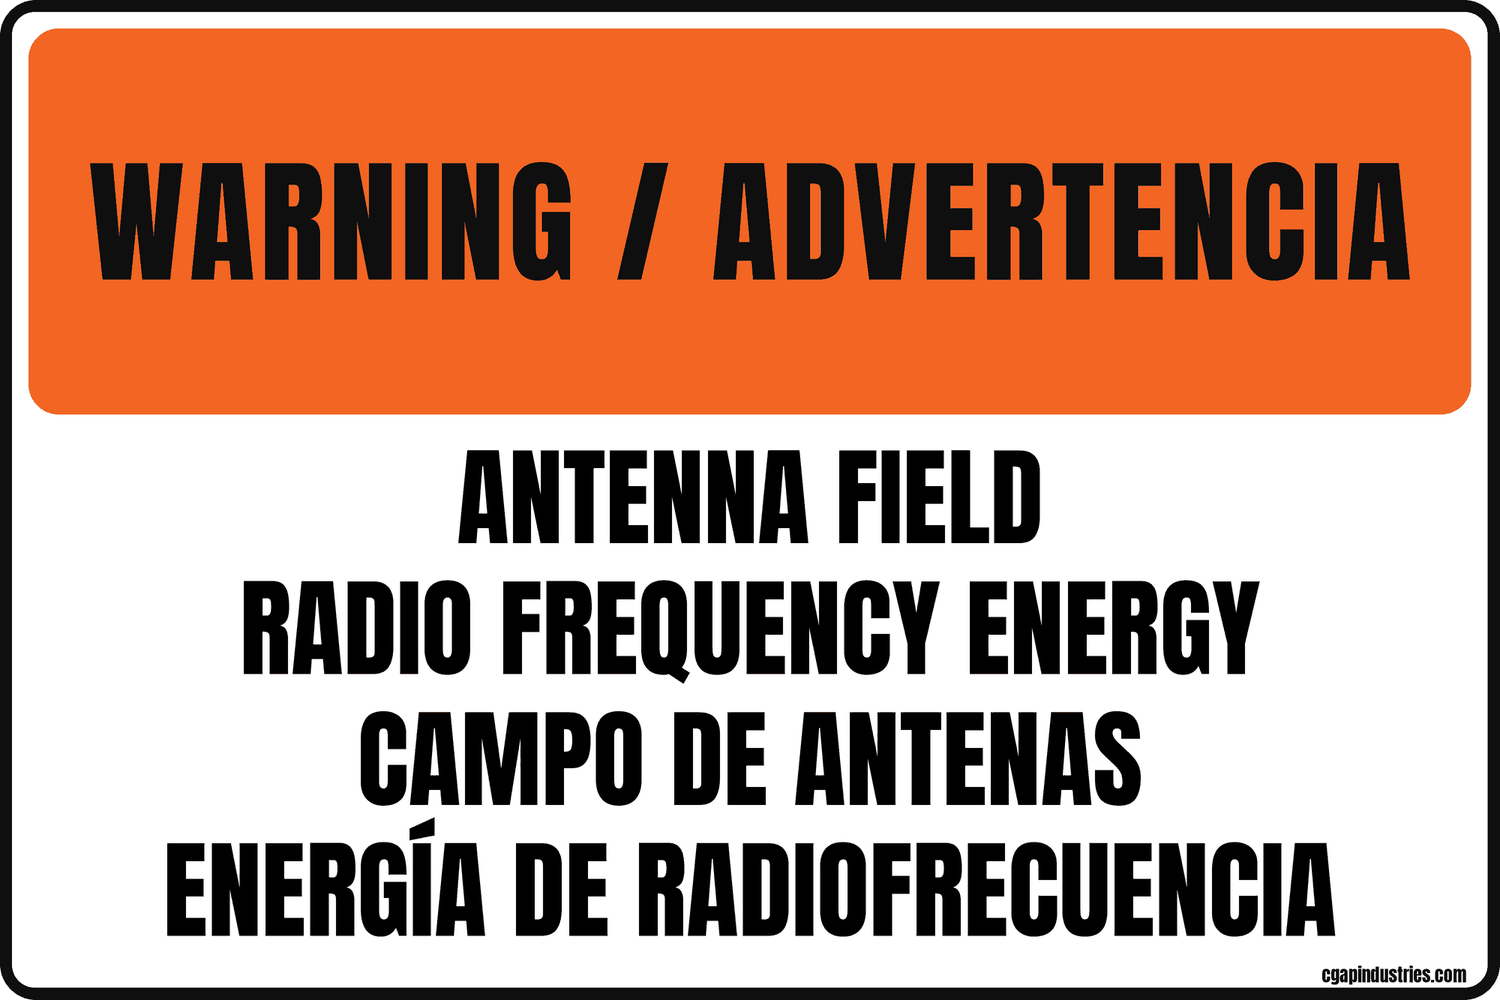 WARNING / ADVERTENCIA
ANTENNA FIELD
RADIO FREQUENCY ENERGY
CAMPO DE ANTENAS
ENERGÍA DE RADIOFRECUENCIA
cgapindustries.com